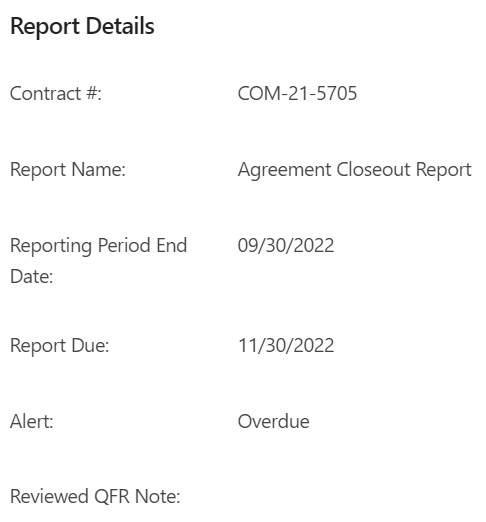 Report Details
Contract #: COM-21-5705
Report Name: Agreement Closeout Report
Reporting Period End 09/30/2022
Date:
Report Due: 11/30/2022
Alert: Overdue
Reviewed QFR Note: